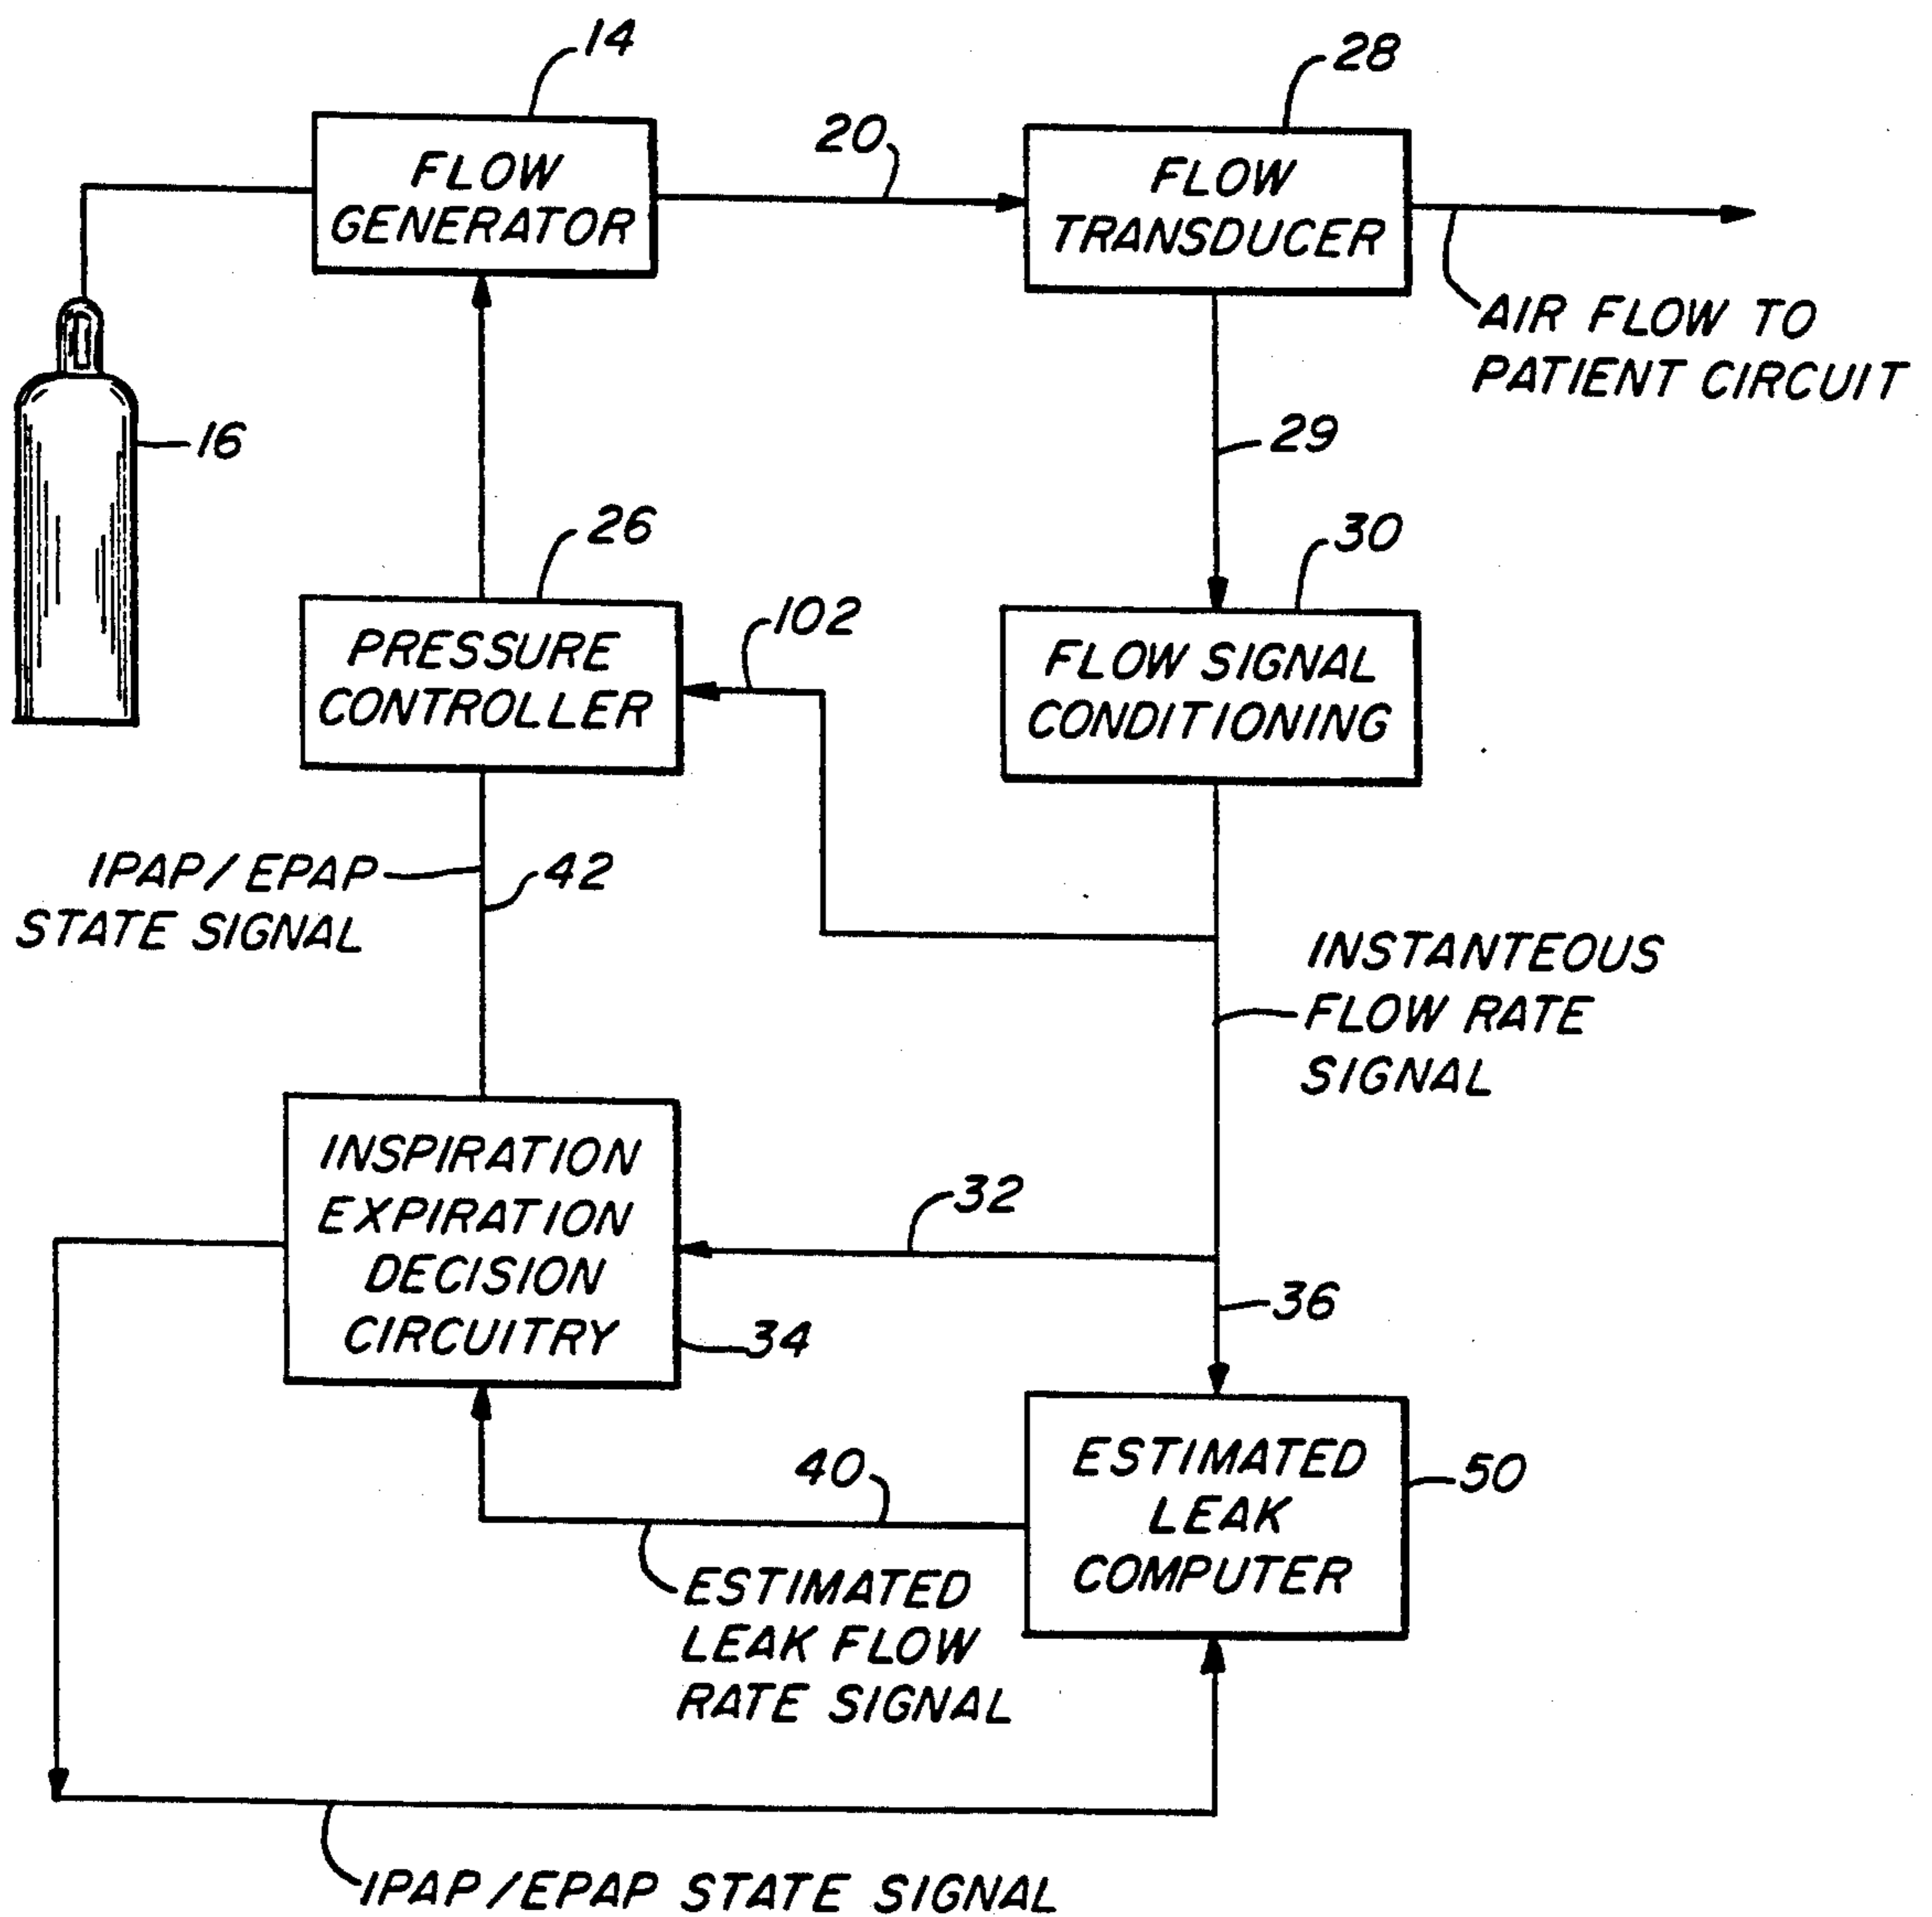 14
28
20
FLOW
GENERATOR
FLOW
TRANSDUCER
AIR FLOW TO
PATIENT CIRCUIT
16
29
26
30
102
PRESSURE
CONTROLLER
FLOW SIGNAL
CONDITIONING
IPAP/EPAP
STATE SIGNAL
42
INSTANTEOUS
FLOW RATE
SIGNAL
INSPIRATION
EXPIRATION
DECISION
CIRCUITRY
32
34
36
40
ESTIMATED
LEAK
COMPUTER
50
ESTIMATED
LEAK FLOW
RATE SIGNAL
IPAP/EPAP STATE SIGNAL